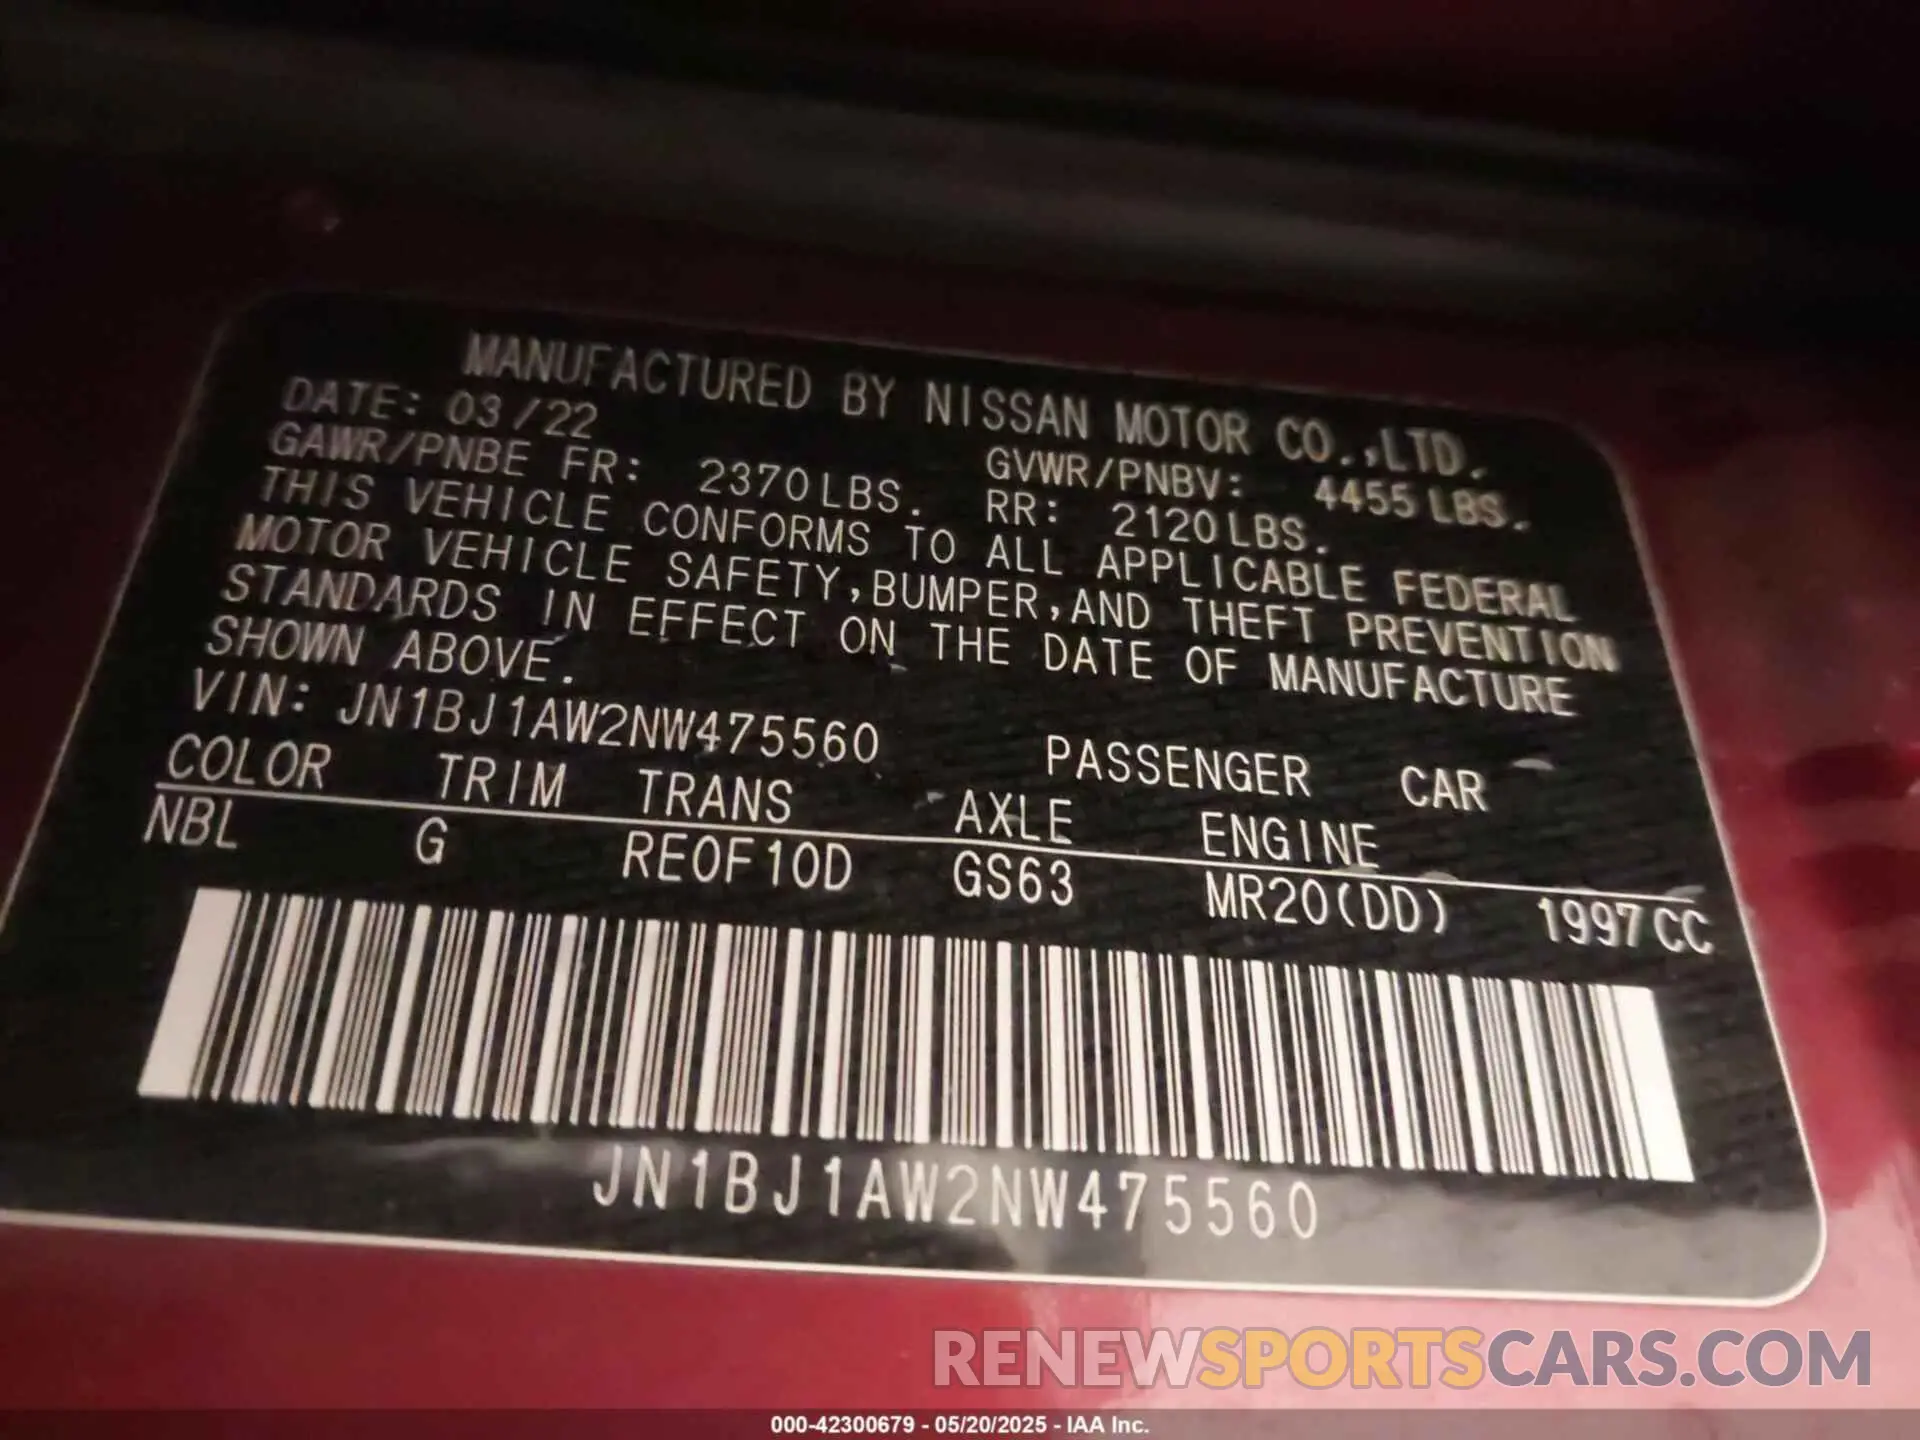 MANUFACTURED BY NISSAN MOTOR CO.,LTD.
DATE: 03/22 GVWR/PNBV: 4455LBS.
GAWR/PNBE FR: 2370LBS. RR: 2120LBS.
THIS VEHICLE CONFORMS TO ALL APPLICABLE FEDERAL
MOTOR VEHICLE SAFETY,BUMPER,AND THEFT PREVENTION
STANDARDS IN EFFECT ON THE DATE OF MANUFACTURE
SHOWN ABOVE.
VIN: JN1BJ1AW2NW475560 PASSENGER CAR
COLOR TRIM TRANS AXLE ENGINE
NBL G RE0F10D GS63 MR20(DD) 1997CC
JN1BJ1AW2NW475560
RENEWSPORTSCARS.COM
000-42300679 - 05/20/2025 - IAA Inc.